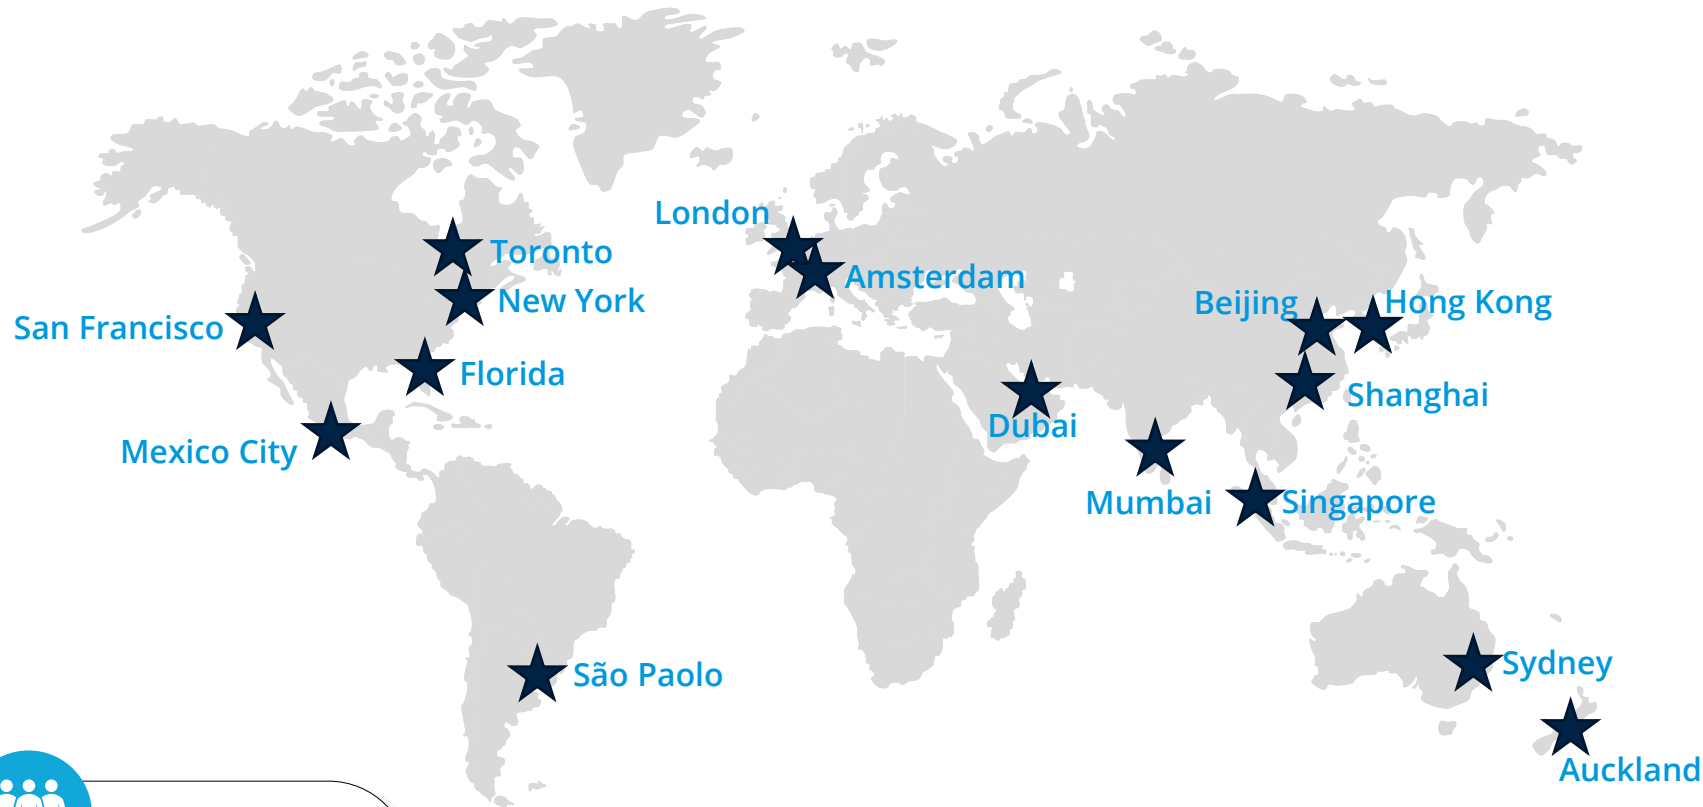 London
Toronto
Amsterdam
New York
Beijing
Hong Kong
San Francisco
Florida
Shanghai
Dubai
Mexico City
Mumbai
Singapore
São Paolo
Sydney
Auckland